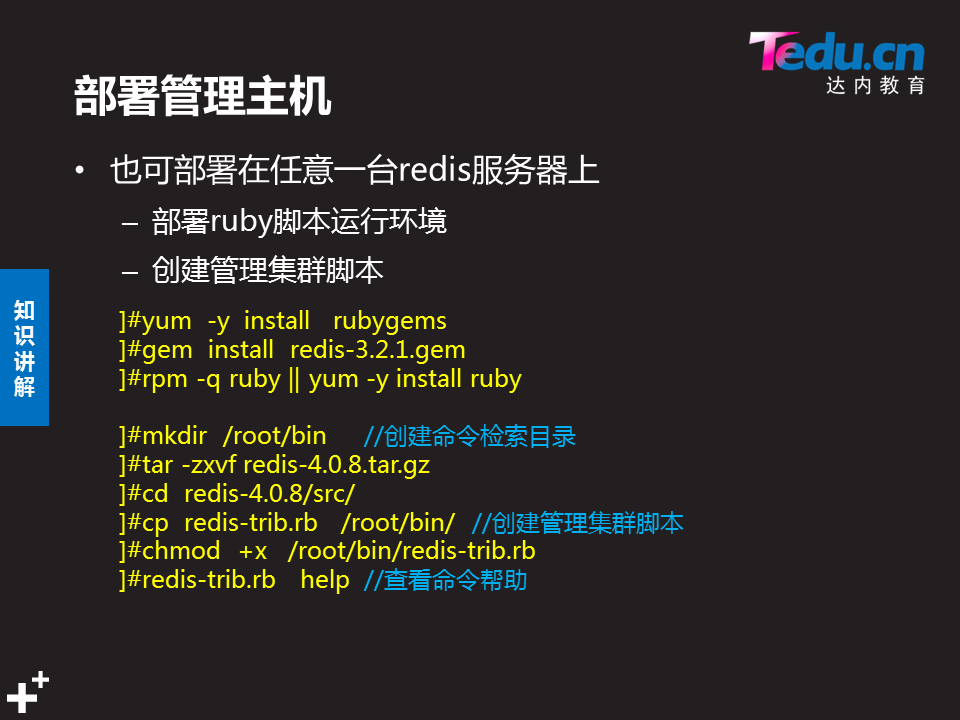 Tedu.cn
达内教育
部署管理主机
• 也可部署在任意一台redis服务器上
– 部署ruby脚本运行环境
– 创建管理集群脚本
知识讲解
]#yum -y install rubygems
]#gem install redis-3.2.1.gem
]#rpm -q ruby || yum -y install ruby
]#mkdir /root/bin //创建命令检索目录
]#tar -zxvf redis-4.0.8.tar.gz
]#cd redis-4.0.8/src/
]#cp redis-trib.rb /root/bin/ //创建管理集群脚本
]#chmod +x /root/bin/redis-trib.rb
]#redis-trib.rb help //查看命令帮助